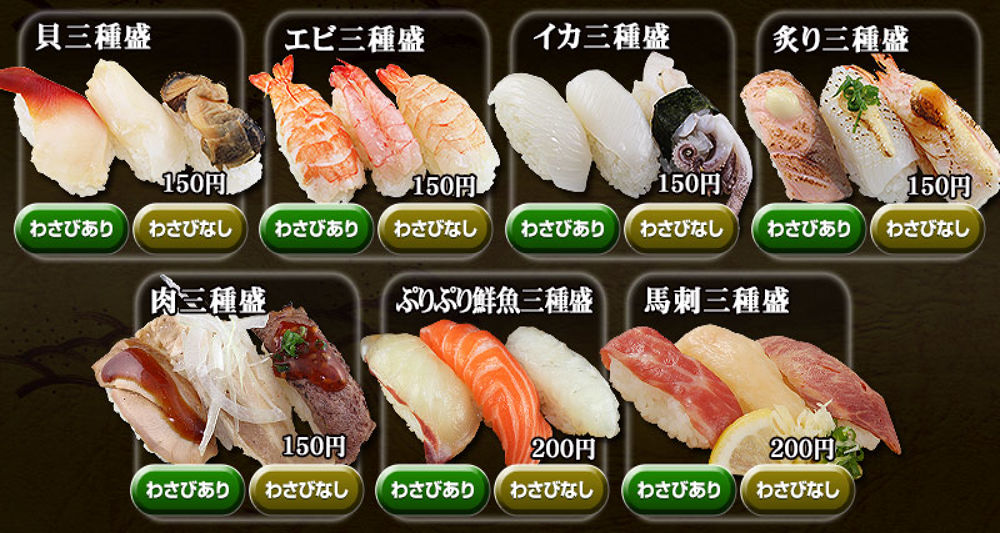 貝三種盛
150円
わさびあり
わさびなし
エビ三種盛
150円
わさびあり
わさびなし
イカ三種盛
150円
わさびあり
わさびなし
炙り三種盛
150円
わさびあり
わさびなし
肉三種盛
150円
わさびあり
わさびなし
ぷりぷり鮮魚三種盛
200円
わさびあり
わさびなし
馬刺三種盛
200円
わさびあり
わさびなし